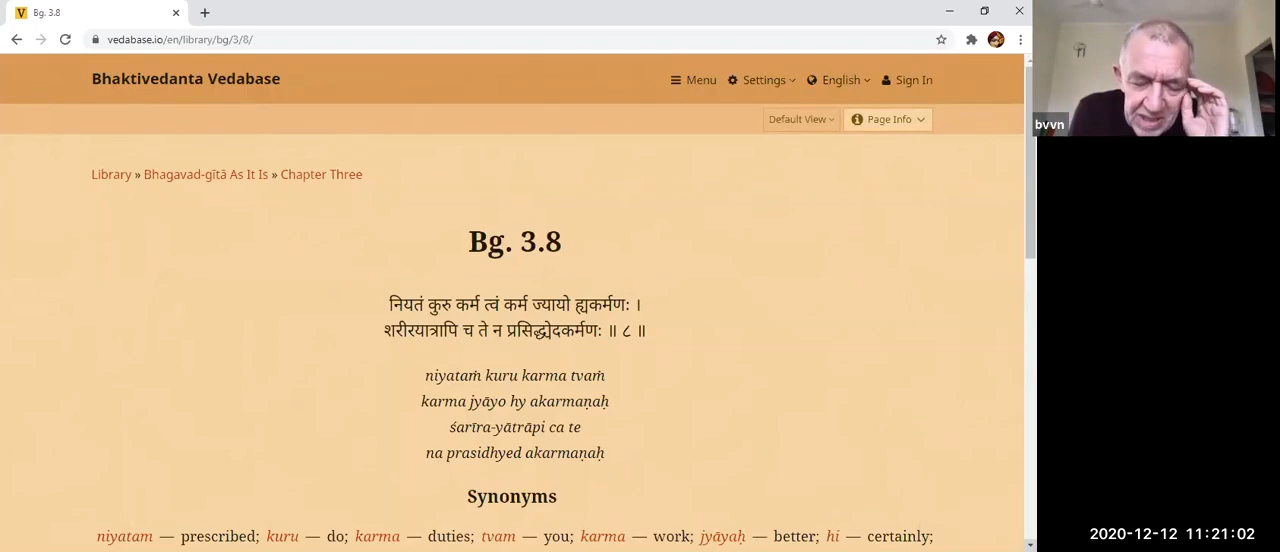 Bg. 3.8
vedabase.io/en/library/bg/3/8/
Bhaktivedanta Vedabase
Menu Settings English Sign In
Default View Page Info
Library » Bhagavad-gītā As It Is » Chapter Three
Bg. 3.8
नियतं कुरु कर्म त्वं कर्म ज्यायो ह्यकर्मणः ।
शरीरयात्रापि च ते न प्रसिद्ध्येदकर्मणः ॥ ८ ॥
niyataṁ kuru karma tvaṁ
karma jyāyo hy akarmaṇaḥ
śarīra-yātrāpi ca te
na prasidhyed akarmaṇaḥ
Synonyms
niyatam — prescribed; kuru — do; karma — duties; tvam — you; karma — work; jyāyaḥ — better; hi — certainly;
bvvn
2020-12-12 11:21:02